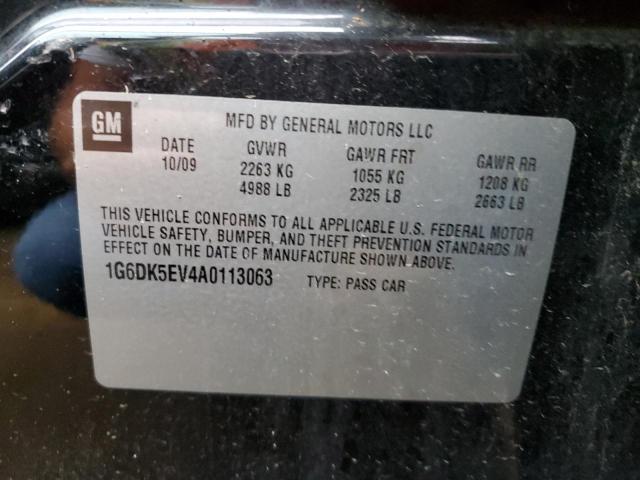 GM
MFD BY GENERAL MOTORS LLC
DATE GVWR GAWR FRT GAWR RR
10/09 2263 KG 1055 KG 1208 KG
4988 LB 2325 LB 2663 LB
THIS VEHICLE CONFORMS TO ALL APPLICABLE U.S. FEDERAL MOTOR
VEHICLE SAFETY, BUMPER, AND THEFT PREVENTION STANDARDS IN
EFFECT ON THE DATE OF MANUFACTURE SHOWN ABOVE.
1G6DK5EV4A0113063 TYPE: PASS CAR